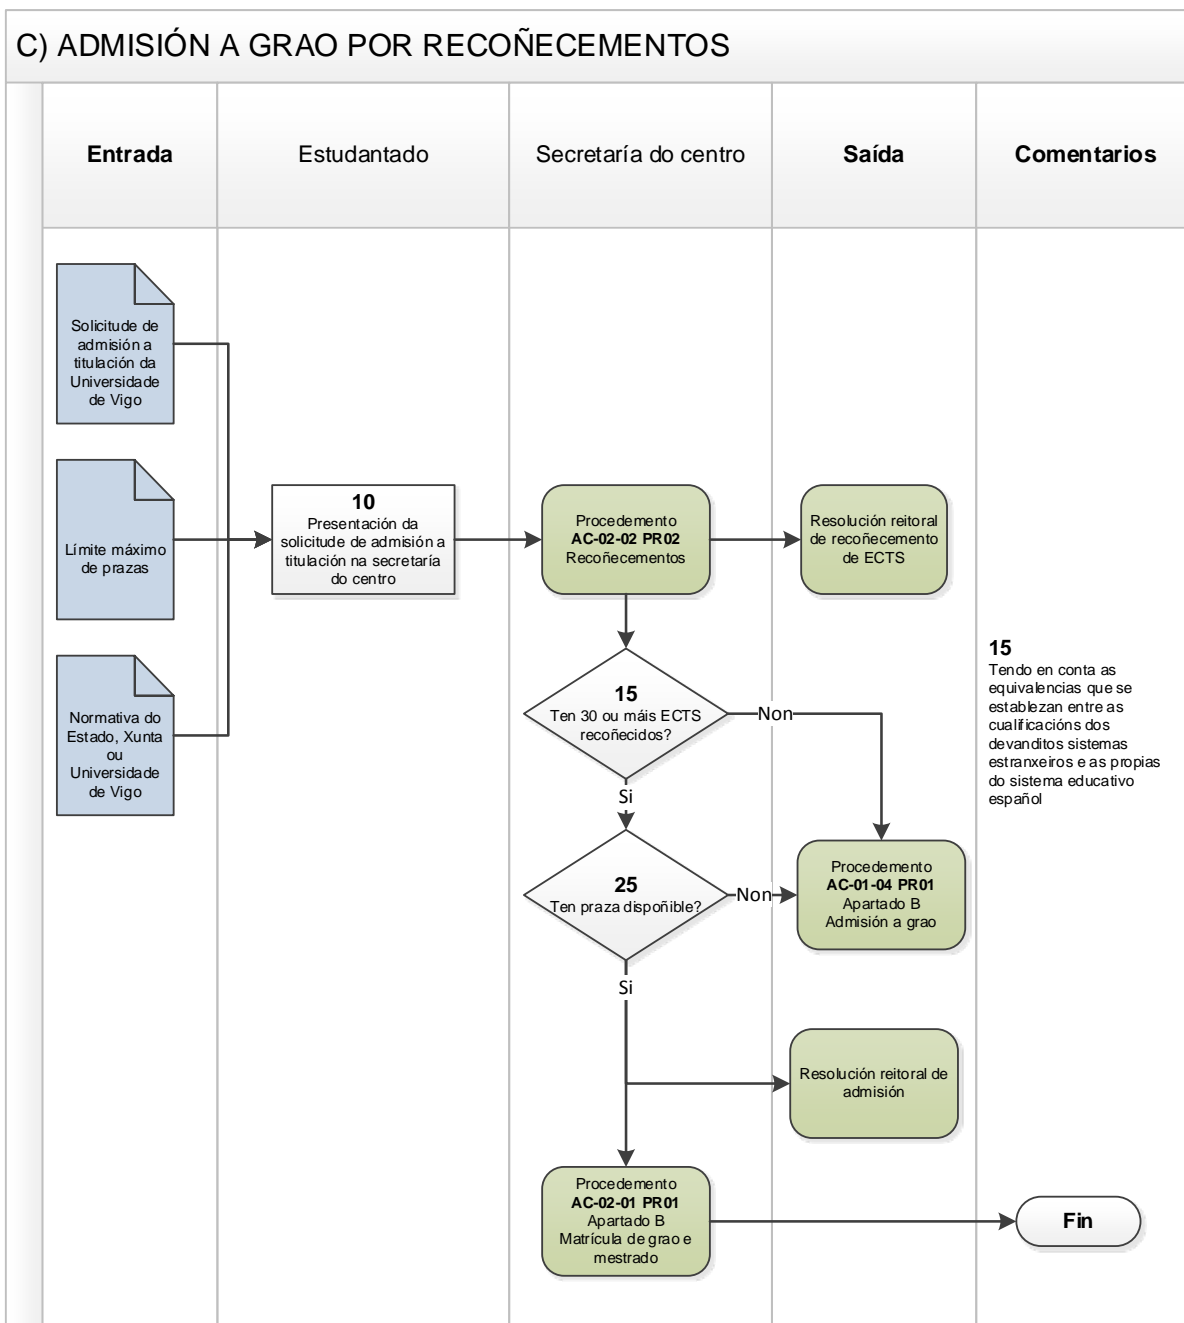 C) ADMISIÓN A GRAO POR RECOÑECEMENTOS
Entrada
Estudantado
Secretaría do centro
Saída
Comentarios
Solicitude de
admisión a
titulación da
Universidade
de Vigo
Límite máximo
de prazas
Normativa do
Estado, Xunta
ou
Universidade
de Vigo
10
Presentación da
solicitude de admisión a
titulación na secretaría
do centro
Procedemento
AC-02-02 PR02
Recoñecementos
Resolución reitoral
de recoñecemento
de ECTS
15
Ten 30 ou máis ECTS
recoñecidos?
Non
Si
15
Tendo en conta as
equivalencias que se
establezan entre as
cualificacións dos
devanditos sistemas
estranxeiros e as propias
do sistema educativo
español
25
Ten praza dispoñible?
Non
Si
Procedemento
AC-01-04 PR01
Apartado B
Admisión a grao
Resolución reitoral de
admisión
Procedemento
AC-02-01 PR01
Apartado B
Matrícula de grao e
mestrado
Fin